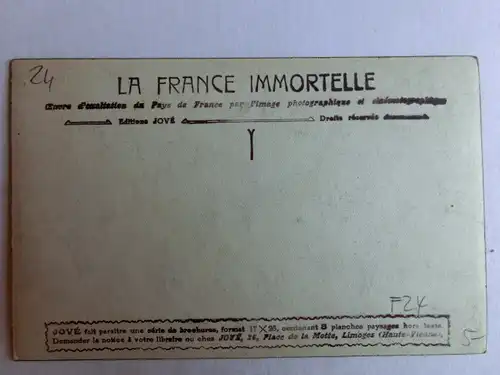 24
LA FRANCE IMMORTELLE
Œuvre d'exaltation du Pays de France par l'image photographique et cinématographique
Editions JOVÉ Droits réservés
F24
JOVÉ fait paraître une série de brochures, format 17 X 25, contenant 8 planches paysages hors texte.
Demander la notice à votre libraire ou chez JOVÉ, 26, Place de la Motte, Limoges (Haute-Vienne).
5-